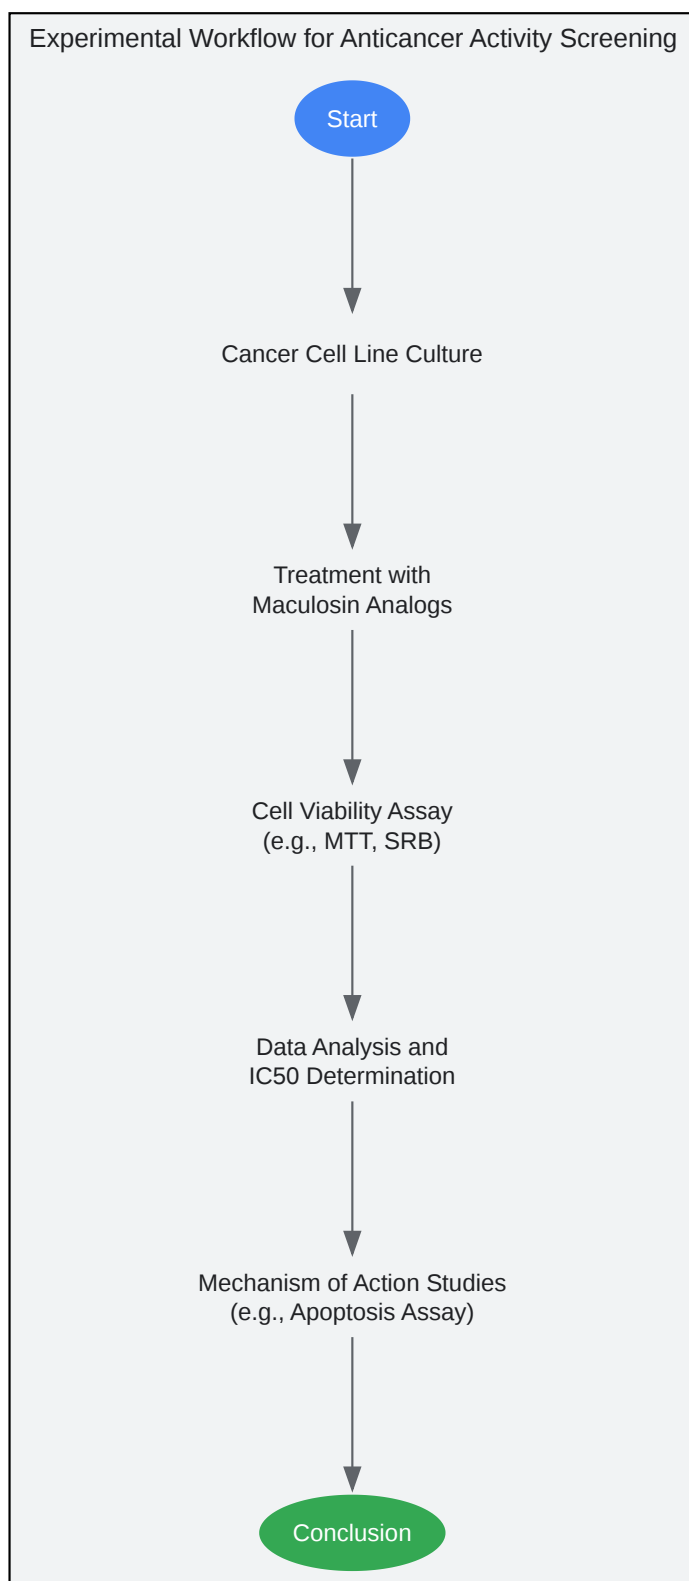 Experimental Workflow for Anticancer Activity Screening
Start
Cancer Cell Line Culture
Treatment with
Maculosin Analogs
Cell Viability Assay
(e.g., MTT, SRB)
Data Analysis and
IC50 Determination
Mechanism of Action Studies
(e.g., Apoptosis Assay)
Conclusion